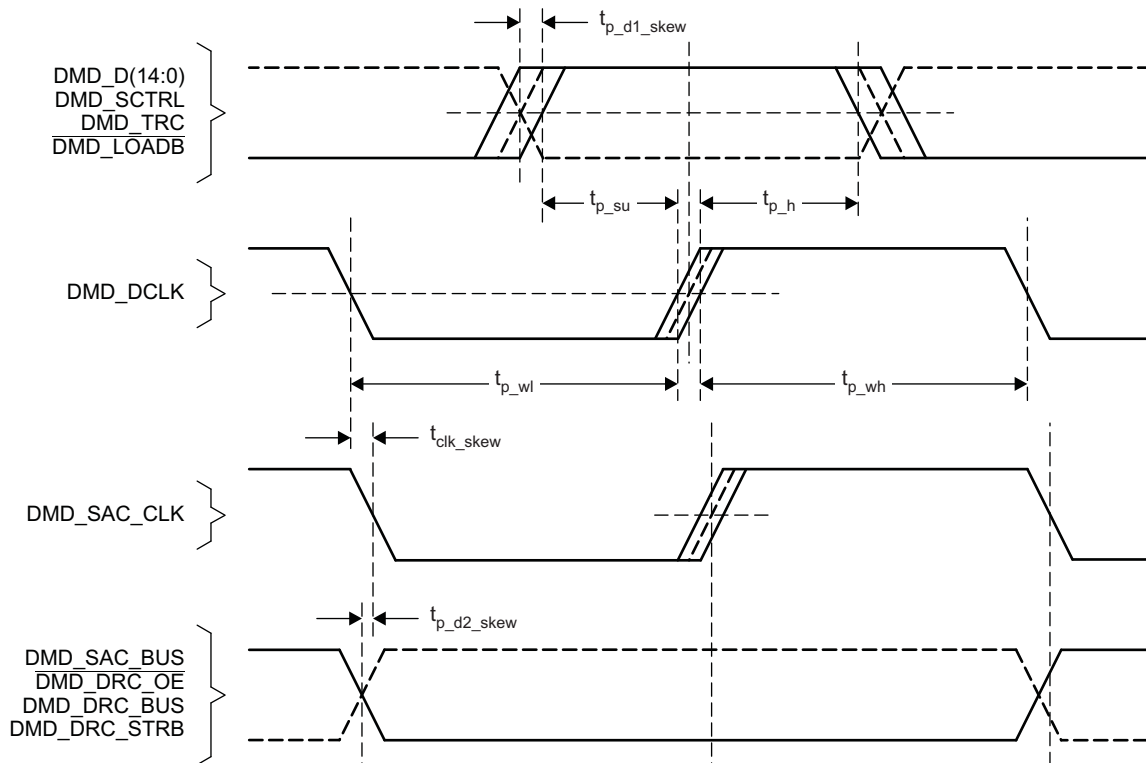 t_p_d1_skew
DMD_D(14:0)
DMD_SCTRL
DMD_TRC
DMD_LOADB
t_p_su
t_p_h
DMD_DCLK
t_p_wl
t_p_wh
t_clk_skew
DMD_SAC_CLK
t_p_d2_skew
DMD_SAC_BUS
DMD_DRC_OE
DMD_DRC_BUS
DMD_DRC_STRB